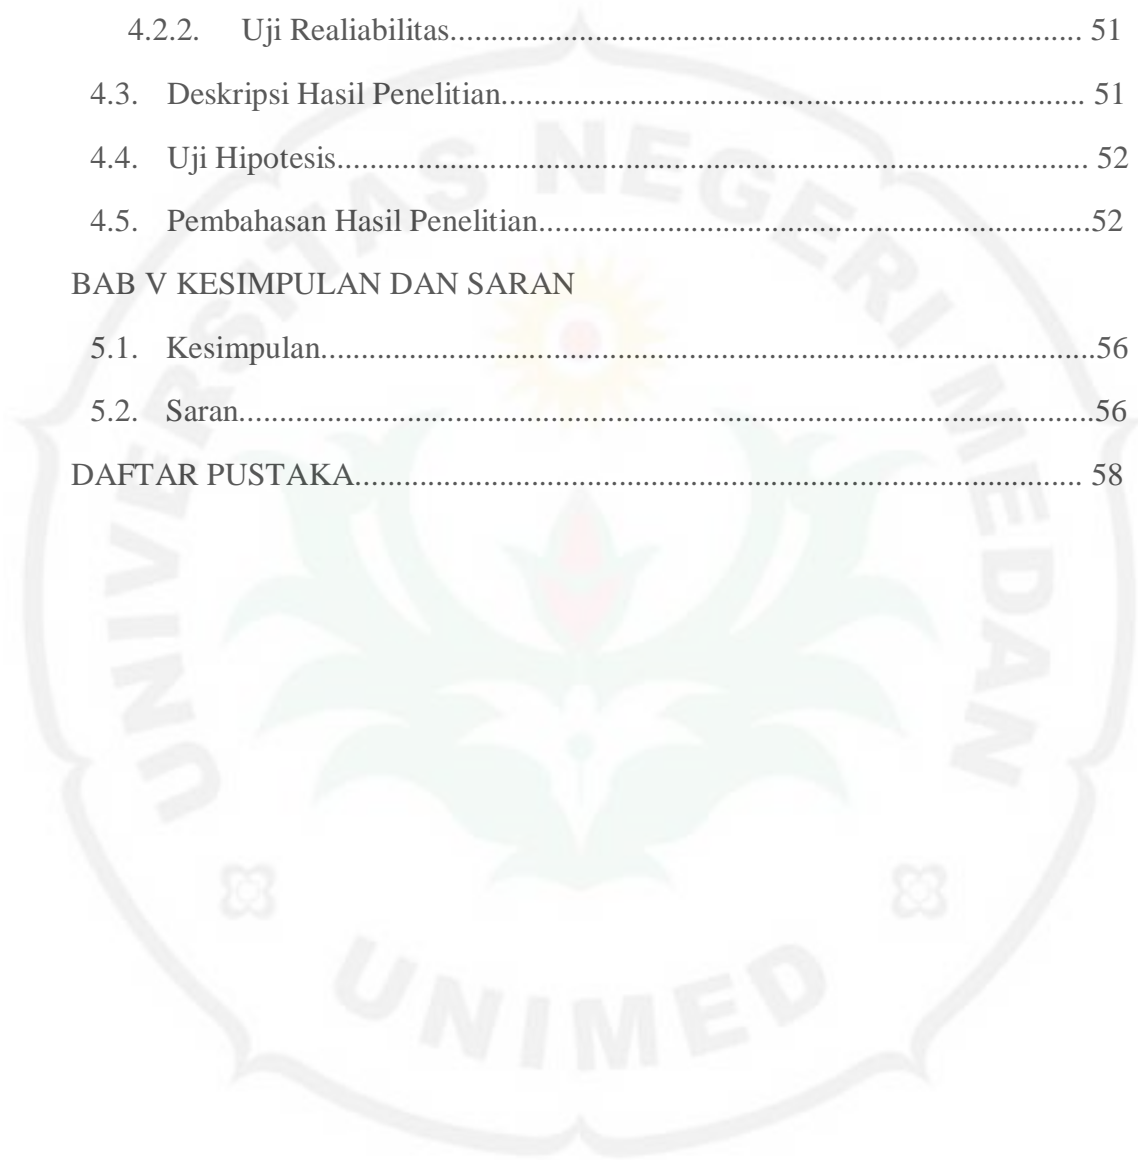 4.2.2. Uji Realiabilitas.............................................................................. 51
4.3. Deskripsi Hasil Penelitian......................................................................... 51
4.4. Uji Hipotesis.............................................................................................. 52
4.5. Pembahasan Hasil Penelitian.....................................................................52
BAB V KESIMPULAN DAN SARAN
5.1. Kesimpulan................................................................................................56
5.2. Saran..........................................................................................................56
DAFTAR PUSTAKA.......................................................................................... 58
UNIVERSITAS NEGERI MEDAN
UNIMED